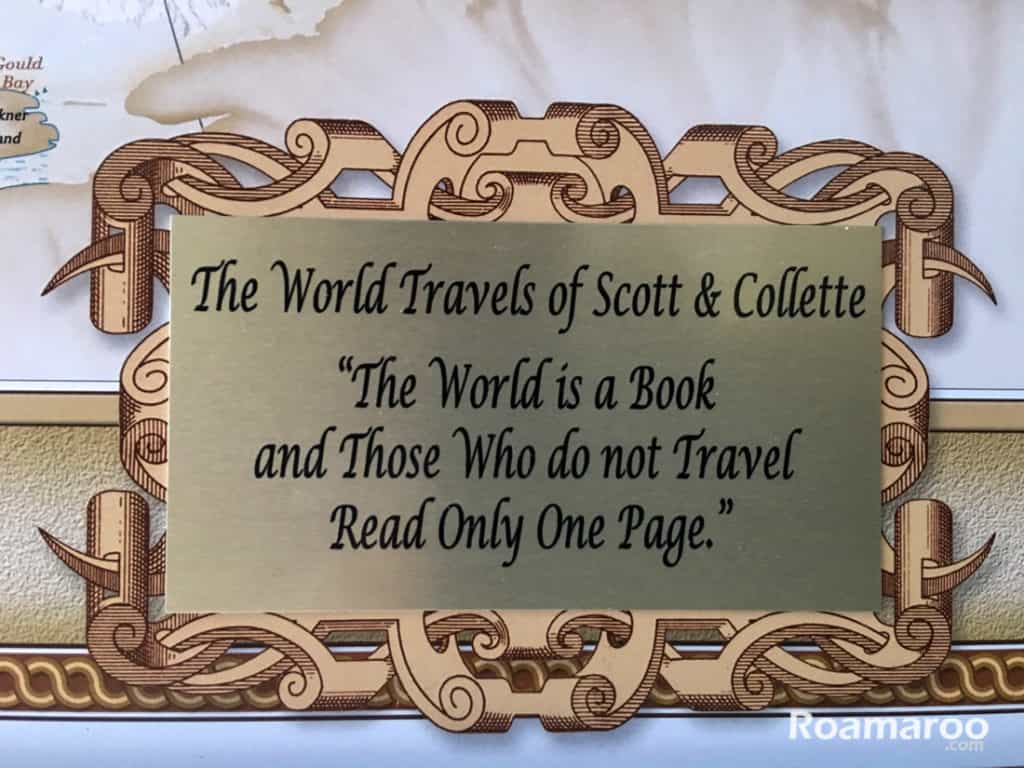 Gould
Bay
The World Travels of Scott & Collette
“The World is a Book
and Those Who do not Travel
Read Only One Page.”
Roamaroo
.com